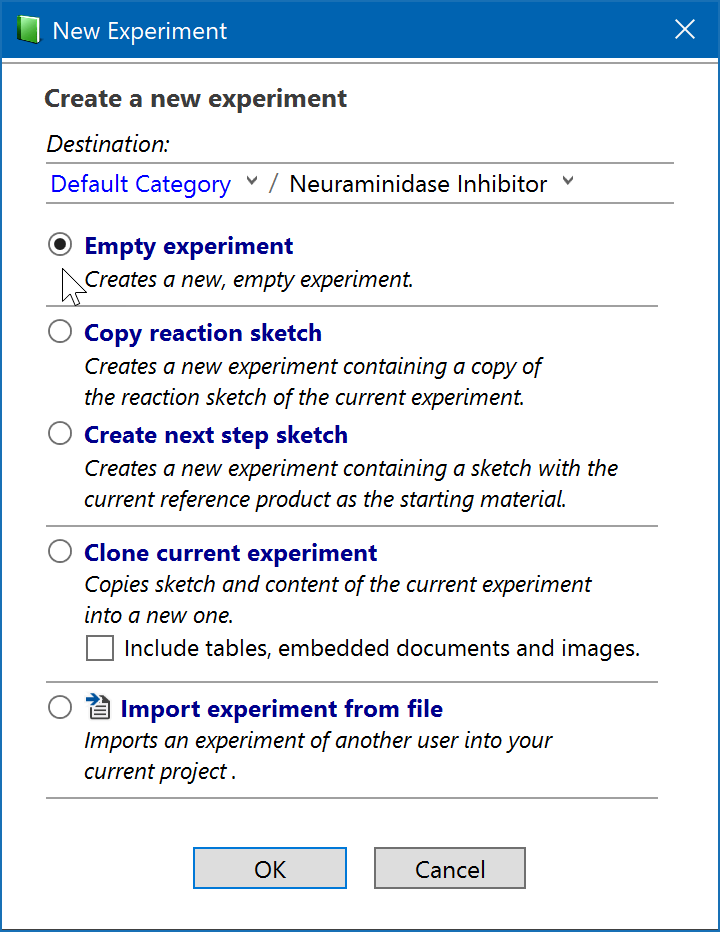 New Experiment
Create a new experiment
Destination:
Default Category / Neuraminidase Inhibitor
Empty experiment
Creates a new, empty experiment.
Copy reaction sketch
Creates a new experiment containing a copy of
the reaction sketch of the current experiment.
Create next step sketch
Creates a new experiment containing a sketch with the
current reference product as the starting material.
Clone current experiment
Copies sketch and content of the current experiment
into a new one.
Include tables, embedded documents and images.
Import experiment from file
Imports an experiment of another user into your
current project .
OK Cancel